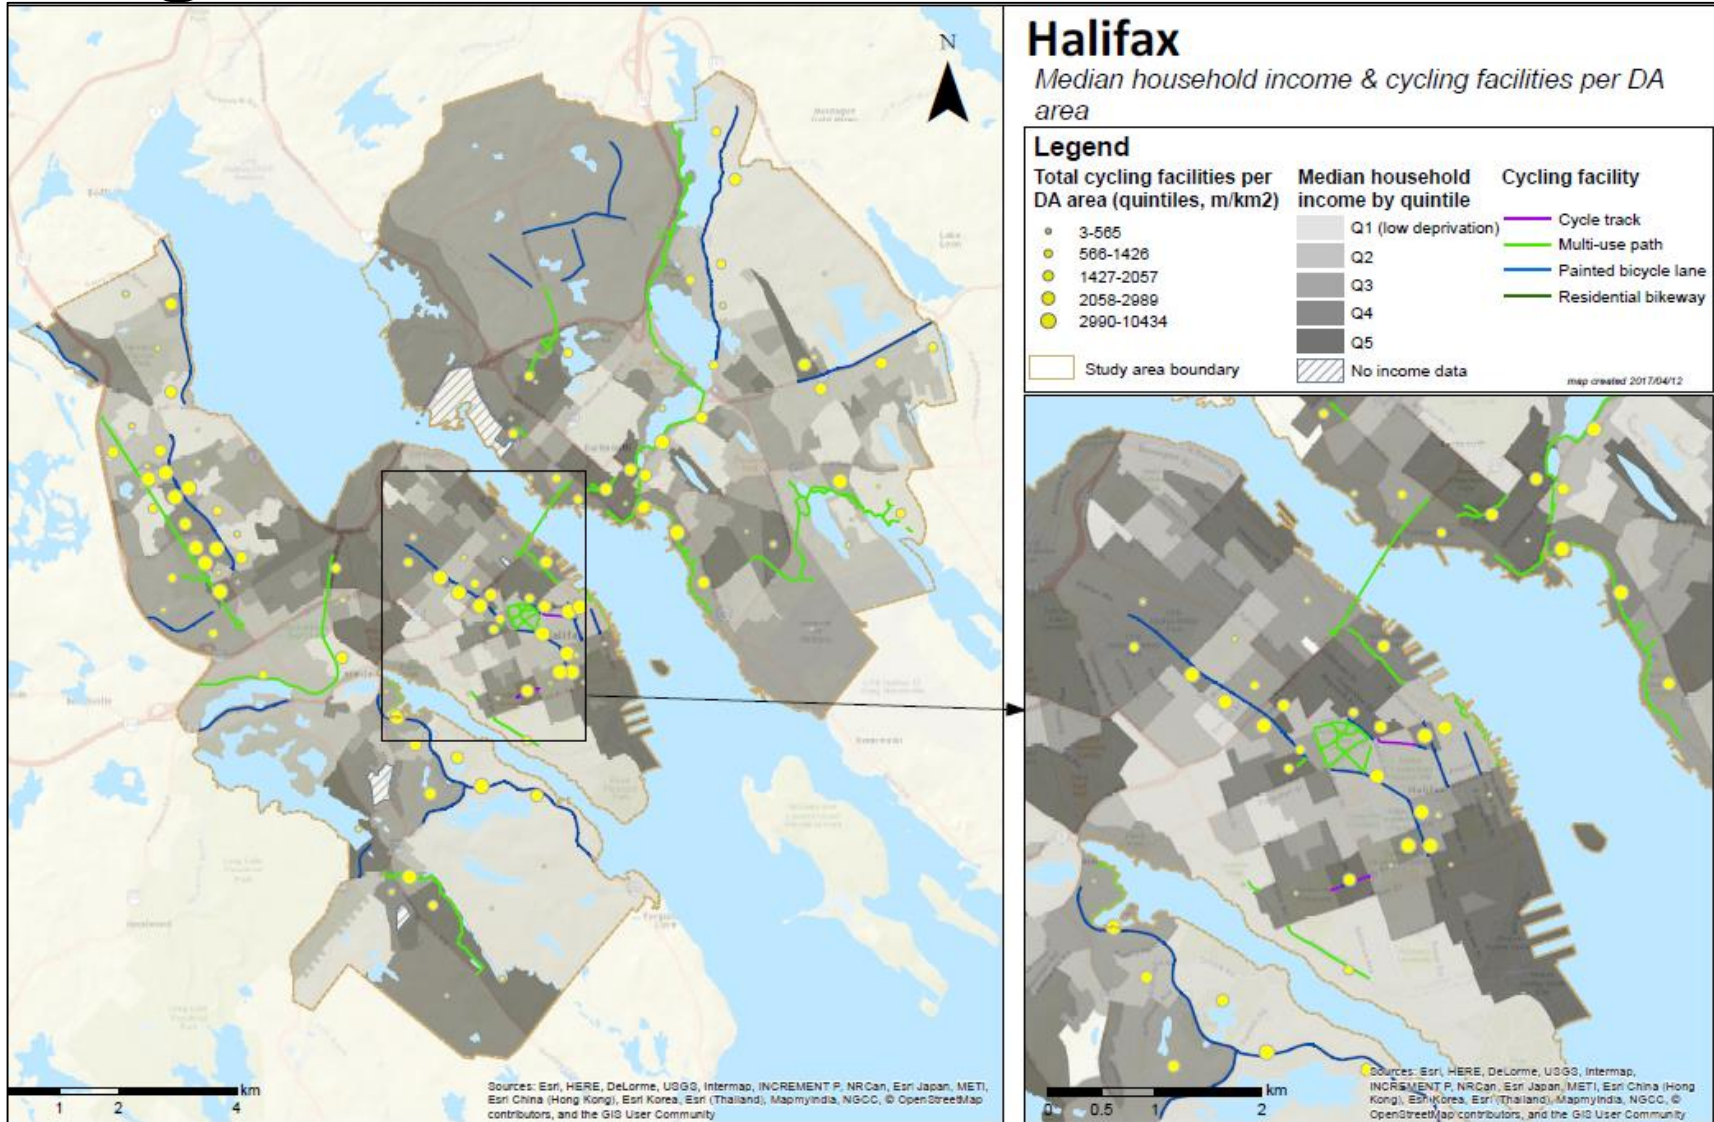 N
Halifax
Median household income & cycling facilities per DA
area
Legend
Total cycling facilities per
DA area (quintiles, m/km2)
3-565
566-1426
1427-2057
2058-2989
2990-10434
Study area boundary
Median household
income by quintile
Q1 (low deprivation)
Q2
Q3
Q4
Q5
No income data
Cycling facility
Cycle track
Multi-use path
Painted bicycle lane
Residential bikeway
map created 2017/04/12
km
1 2 4
Sources: Esri, HERE, DeLorme, USGS, Intermap, INCREMENT P, NRCan, Esri Japan, METI,
Esri China (Hong Kong), Esri Korea, Esri (Thailand), MapmyIndia, NGCC, © OpenStreetMap
contributors, and the GIS User Community
Halifax
km
0 0.5 1 2
Sources: Esri, HERE, DeLorme, USGS, Intermap,
INCREMENT P, NRCan, Esri Japan, METI, Esri China (Hong
Kong), Esri Korea, Esri (Thailand), MapmyIndia, NGCC, ©
OpenStreetMap contributors, and the GIS User Community